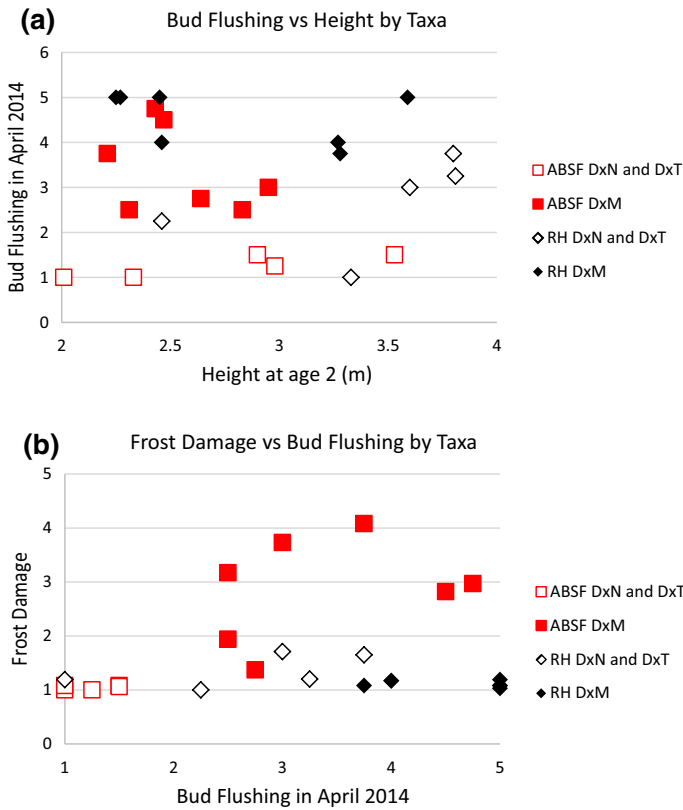 (a)
Bud Flushing vs Height by Taxa
Bud Flushing in April 2014
6
5
4
3
2
1
0
2
2.5
3
3.5
4
Height at age 2 (m)
ABSF DxN and DxT
ABSF DxM
RH DxN and DxT
RH DxM
(b)
Frost Damage vs Bud Flushing by Taxa
Frost Damage
5
4
3
2
1
0
1
2
3
4
5
Bud Flushing in April 2014
ABSF DxN and DxT
ABSF DxM
RH DxN and DxT
RH DxM